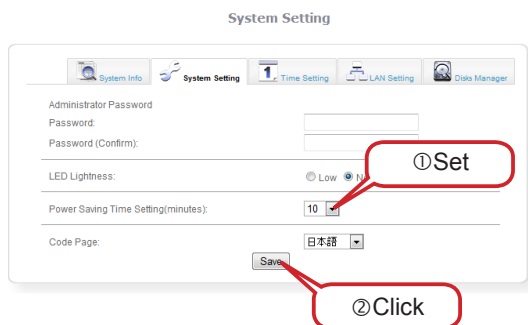 System Setting
System Info System Setting 1 Time Setting LAN Setting Disks Manager
Administrator Password
Password:
Password (Confirm):
①Set
LED Lightness: Low N
Power Saving Time Setting(minutes): 10
Code Page: 日本語
Save
②Click